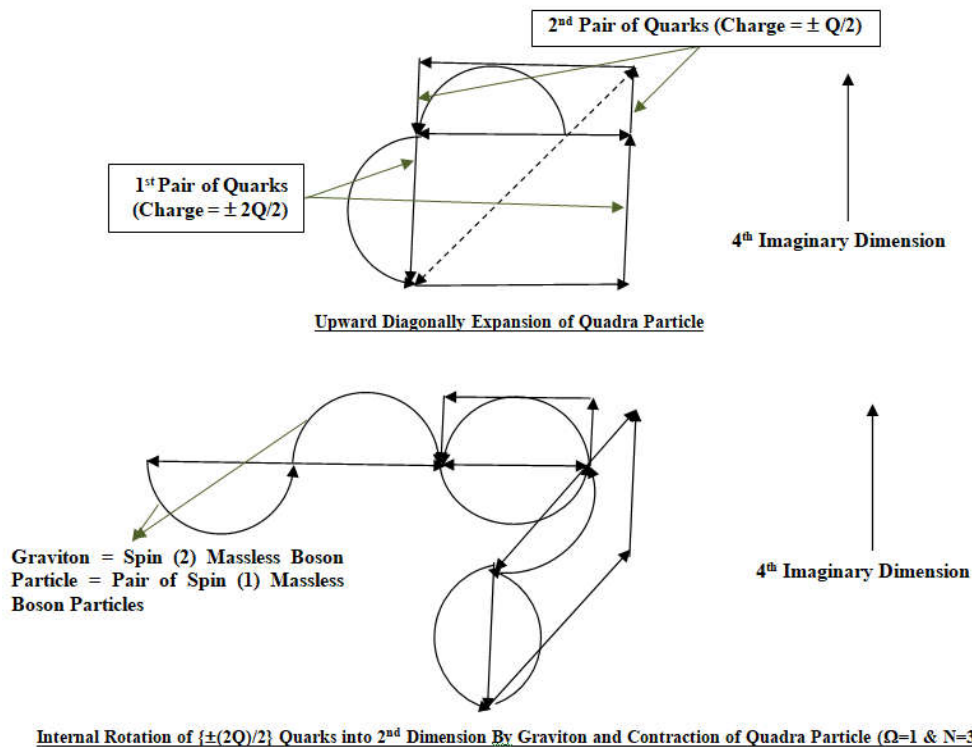 2nd Pair of Quarks (Charge = ± Q/2)
1st Pair of Quarks
(Charge = ± 2Q/2)
4th Imaginary Dimension
Upward Diagonally Expansion of Quadra Particle
Graviton = Spin (2) Massless Boson
Particle = Pair of Spin (1) Massless
Boson Particles
4th Imaginary Dimension
Internal Rotation of {±(2Q)/2} Quarks into 2nd Dimension By Graviton and Contraction of Quadra Particle (Ω=1 & N=3